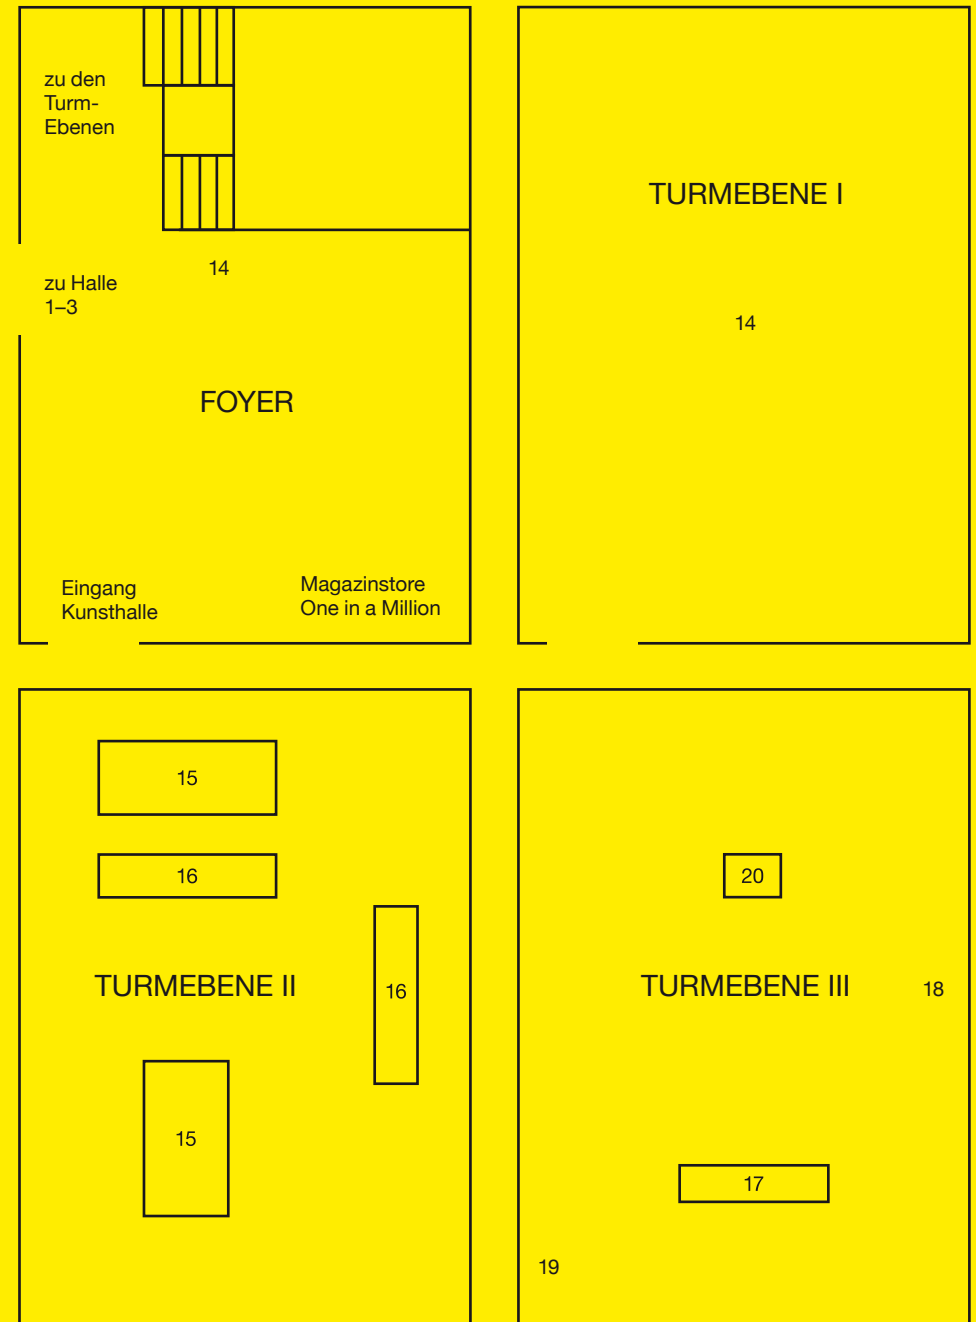 zu den
Turm-
Ebenen
14
zu Halle
1–3
FOYER
Eingang
Kunsthalle
Magazinstore
One in a Million
TURMEBENE I
14
15
16
16
TURMEBENE II
15
20
TURMEBENE III
18
17
19